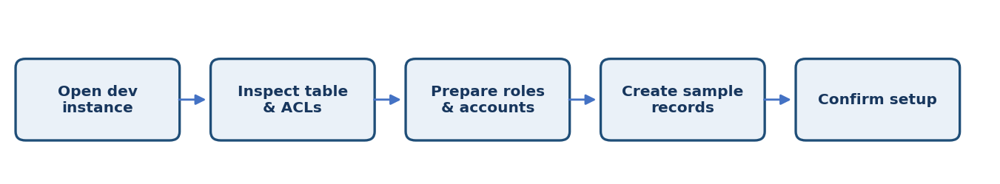 Open dev
instance
Inspect table
& ACLs
Prepare roles
& accounts
Create sample
records
Confirm setup